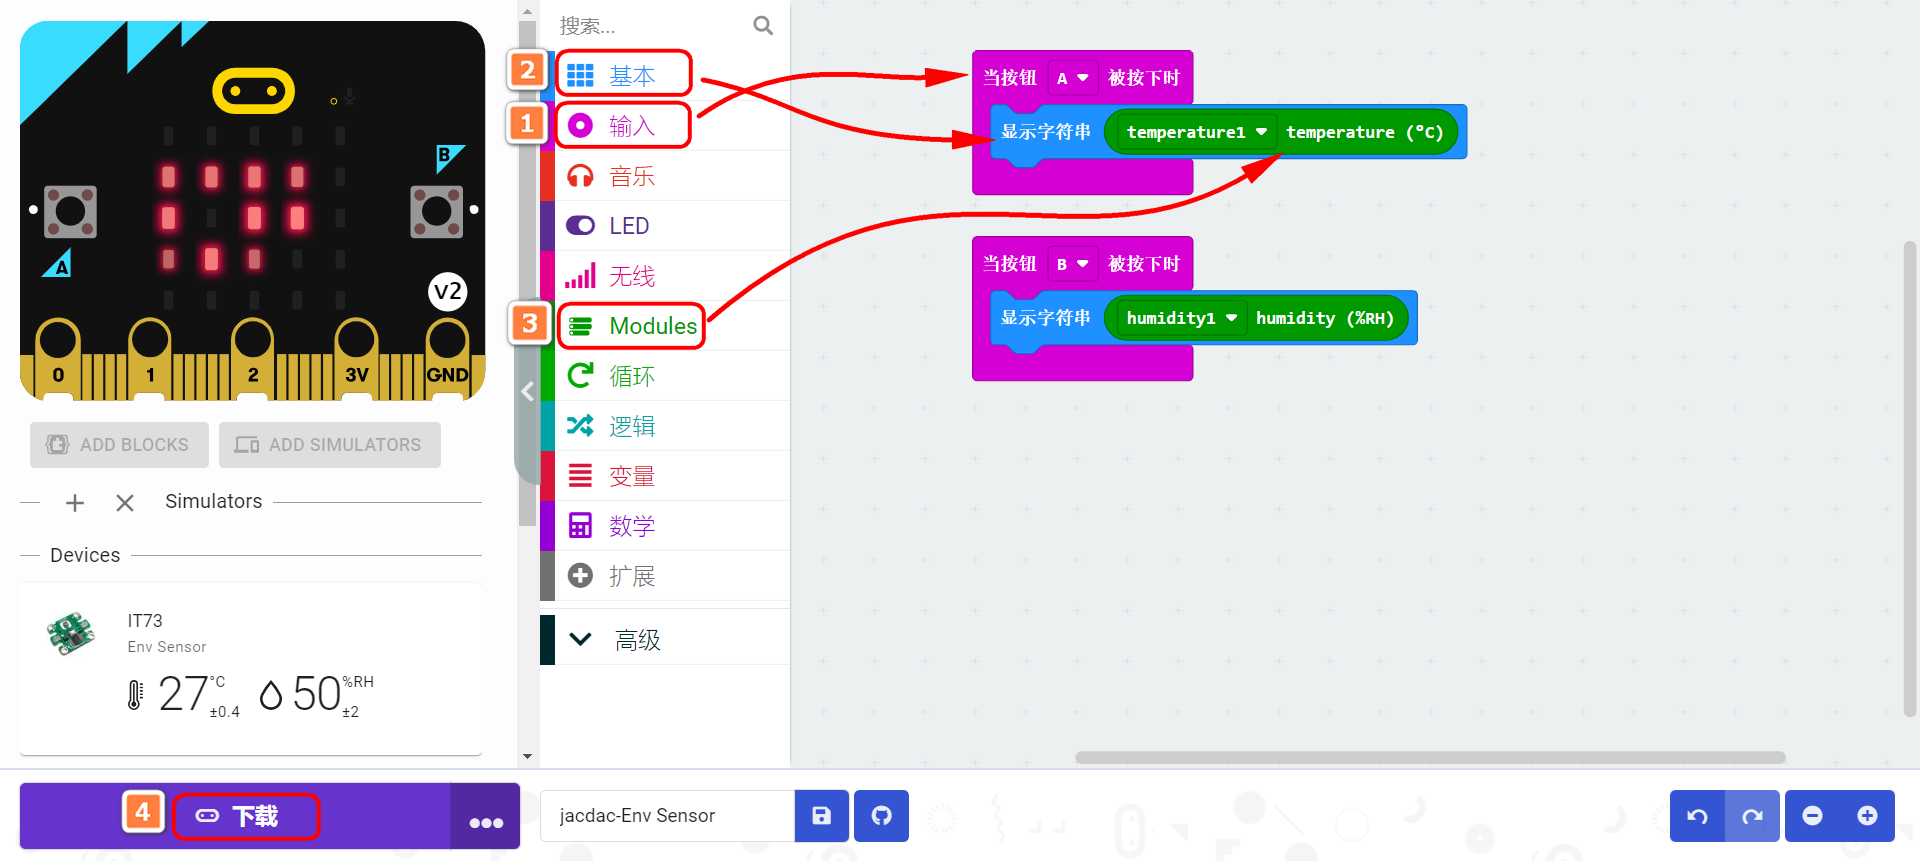 B
A
V2
0
1
2
3V
GND
ADD BLOCKS
ADD SIMULATORS
Simulators
Devices
IT73
Env Sensor
27
°C
±0.4
50
%RH
±2
搜索...
2
基本
1
输入
音乐
LED
无线
3
Modules
循环
逻辑
变量
数学
扩展
高级
当按钮 A 被按下时
显示字符串 temperature1 temperature (°C)
当按钮 B 被按下时
显示字符串 humidity1 humidity (%RH)
4
下载
jacdac-Env Sensor